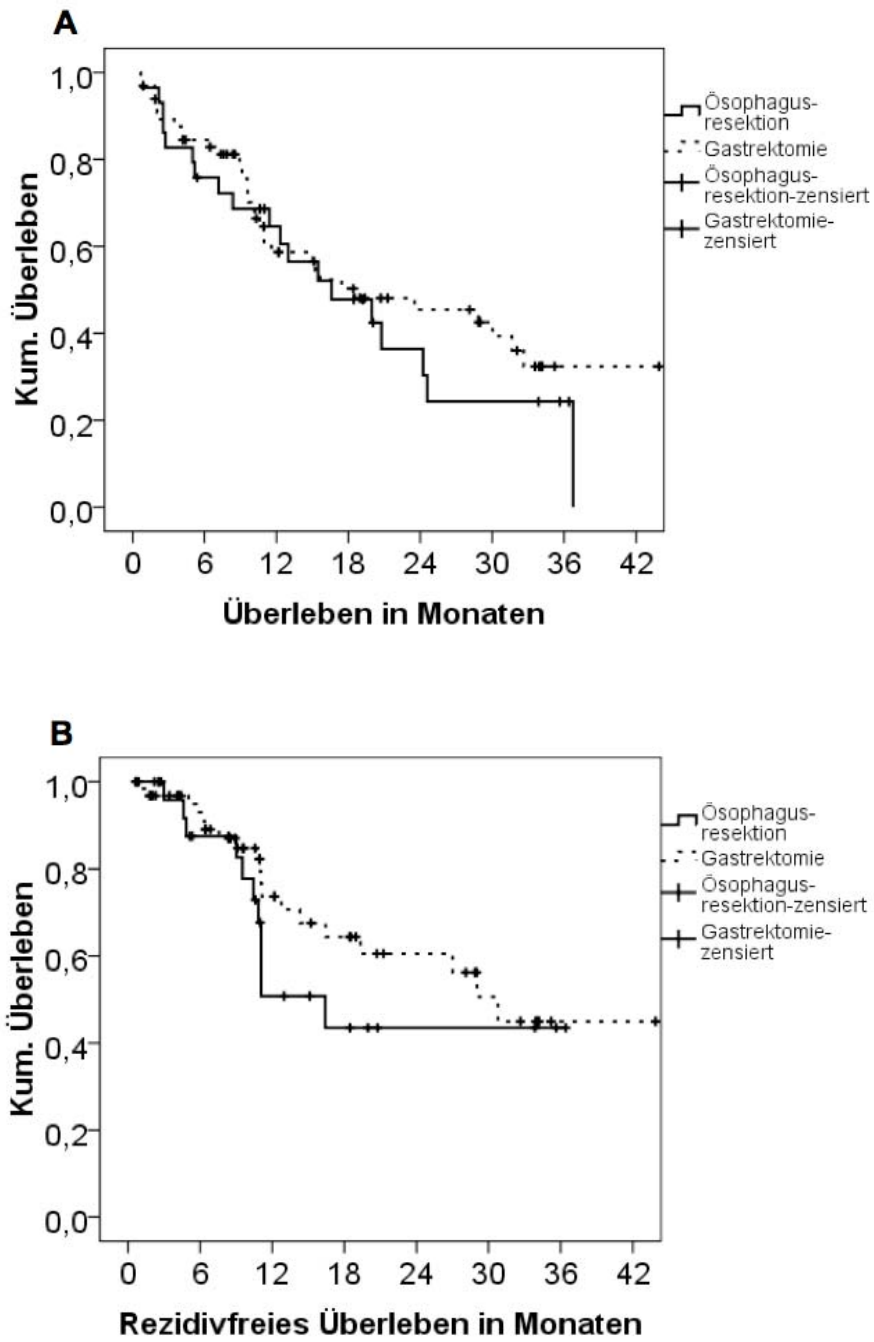 A
1,0
0,8
0,6
0,4
0,2
0,0
Kum. Überleben
0 6 12 18 24 30 36 42
Überleben in Monaten
Ösophagus-
resektion
Gastrektomie
Ösophagus-
resektion-zensiert
Gastrektomie-
zensiert
B
1,0
0,8
0,6
0,4
0,2
0,0
Kum. Überleben
0 6 12 18 24 30 36 42
Rezidivfreies Überleben in Monaten
Ösophagus-
resektion
Gastrektomie
Ösophagus-
resektion-zensiert
Gastrektomie-
zensiert